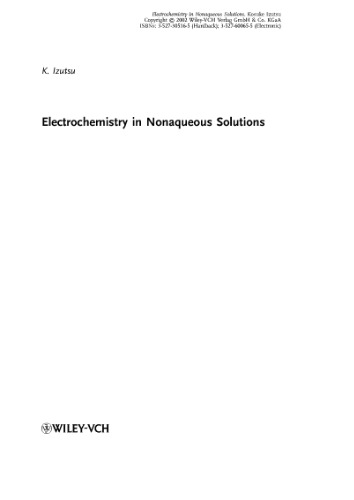 Electrochemistry in Nonaqueous Solutions. Kosuke Izutsu
Copyright © 2002 Wiley-VCH Verlag GmbH & Co. KGaA
ISBNs: 3-527-30516-5 (Hardback); 3-527-60065-5 (Electronic)
K. Izutsu
Electrochemistry in Nonaqueous Solutions
WILEY-VCH